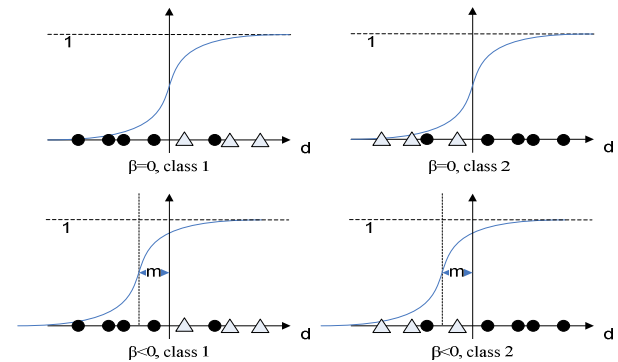 1
d
β=0, class 1
1
d
β=0, class 2
1
m
d
β<0, class 1
1
m
d
β<0, class 2